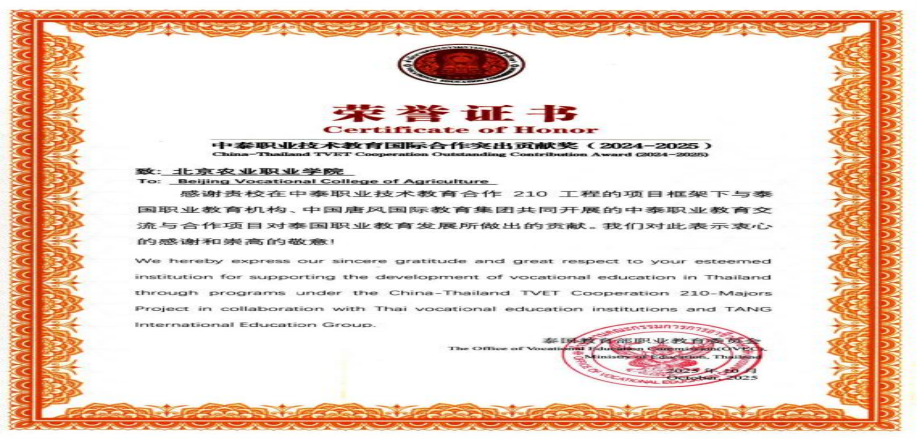 荣誉证书
Certificate of Honor
中泰职业技术教育国际合作突出贡献奖（2024-2025）
China-Thailand TVET Cooperation Outstanding Contribution Award (2024-2025)
致：北京农业职业学院
To: Beijing Vocational College of Agriculture
感谢贵校在中泰职业技术教育合作 210 工程的项目框架下与泰
国职业教育机构、中国唐风国际教育集团共同开展的中泰职业教育交
流与合作项目对泰国职业教育发展所做出的贡献。我们对此表示衷心
的感谢和崇高的敬意！
We hereby express our sincere gratitude and great respect to your esteemed
institution for supporting the development of vocational education in Thailand
through programs under the China-Thailand TVET Cooperation 210-Majors
Project in collaboration with Thai vocational education institutions and TANG
International Education Group.
泰国教育部职业教育委员会
The Office of Vocational Education Commission(OVEC),
Ministry of Education, Thailand
2025 年 10 月
October, 2025